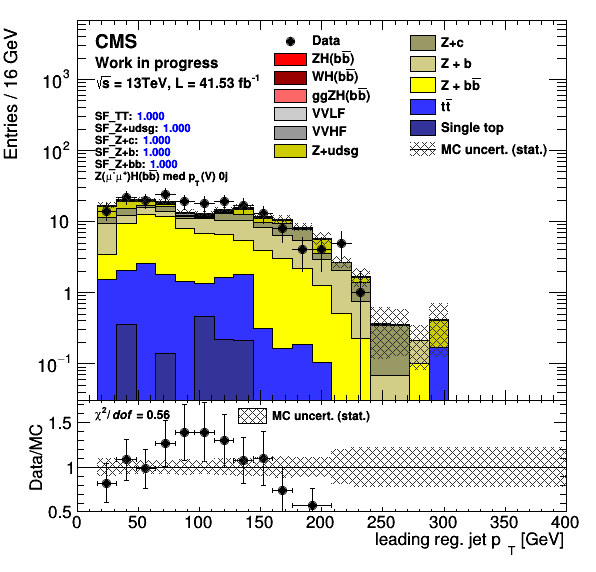 CMS
Work in progress
√s = 13TeV, L = 41.53 fb⁻¹
SF_TT: 1.000
SF_Z+udsg: 1.000
SF_Z+c: 1.000
SF_Z+b: 1.000
SF_Z+bb: 1.000
Z(μ⁻μ⁺)H(bb̅) med p_T(V) 0j
Data
ZH(bb̅)
WH(bb̅)
ggZH(bb̅)
VVLF
VVHF
Z+udsg
Z+c
Z + b
Z + bb̅
tt̅
Single top
MC uncert. (stat.)
Entries / 16 GeV
10³
10²
10
1
10⁻¹
χ²/dof = 0.56
MC uncert. (stat.)
Data/MC
1.5
1
0.5
0 50 100 150 200 250 300 350 400
leading reg. jet p_T [GeV]